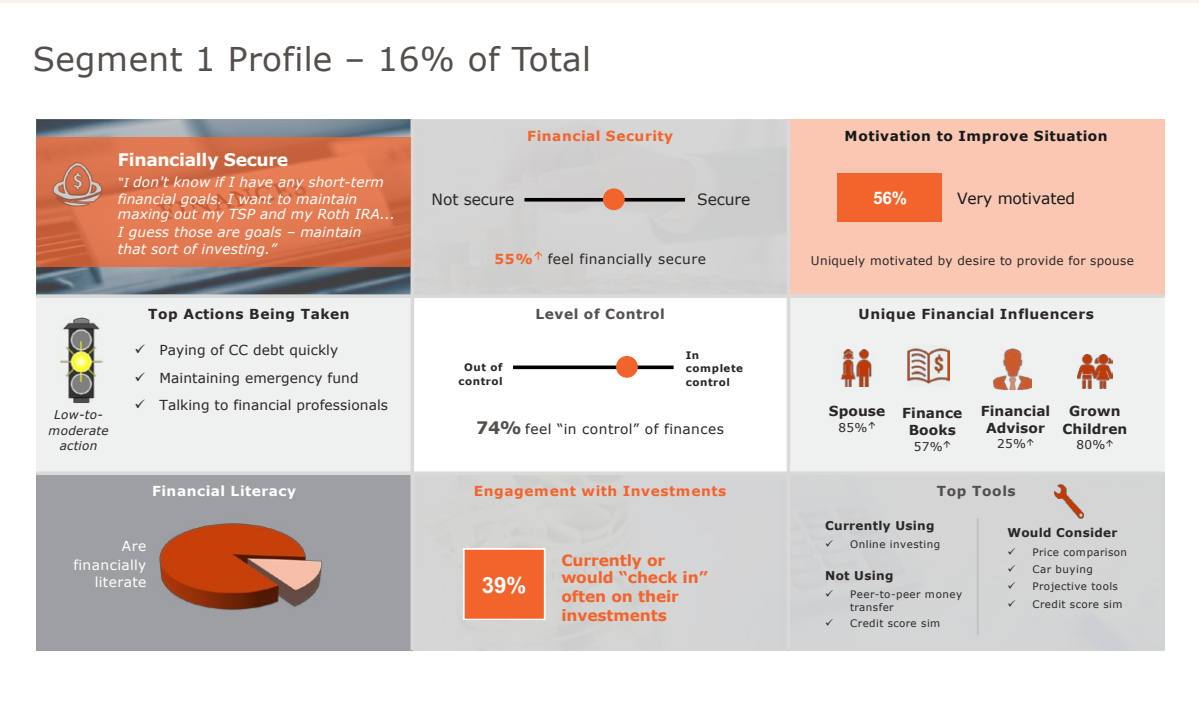 Segment 1 Profile – 16% of Total
Financially Secure
“I don't know if I have any short-term
financial goals. I want to maintain
maxing out my TSP and my Roth IRA...
I guess those are goals – maintain
that sort of investing.”
Financial Security
Not secure
Secure
55%↑ feel financially secure
Motivation to Improve Situation
56%
Very motivated
Uniquely motivated by desire to provide for spouse
Top Actions Being Taken
✓ Paying of CC debt quickly
✓ Maintaining emergency fund
✓ Talking to financial professionals
Low-to-
moderate
action
Level of Control
Out of
control
In
complete
control
74% feel “in control” of finances
Unique Financial Influencers
Spouse
85%↑
Finance
Books
57%↑
Financial
Advisor
25%↑
Grown
Children
80%↑
Financial Literacy
Are
financially
literate
Engagement with Investments
39%
Currently or
would “check in”
often on their
investments
Top Tools
Currently Using
✓ Online investing
Not Using
✓ Peer-to-peer money
transfer
✓ Credit score sim
Would Consider
✓ Price comparison
✓ Car buying
✓ Projective tools
✓ Credit score sim